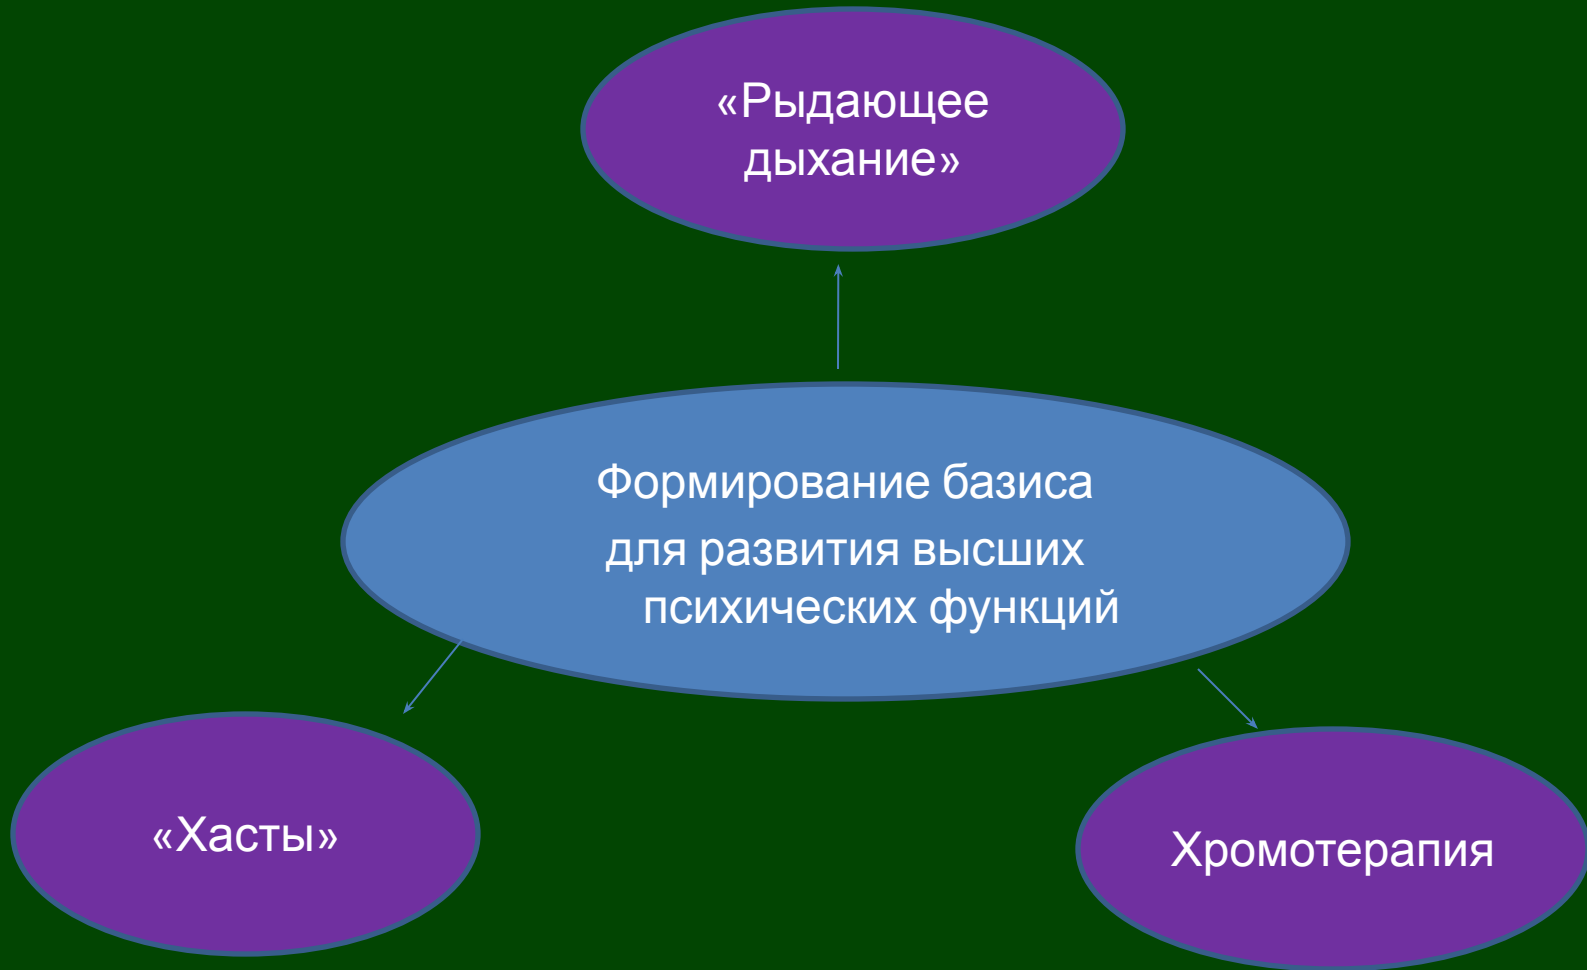 «Рыдающее
дыхание»
Формирование базиса
для развития высших
психических функций
«Хасты»
Хромотерапия